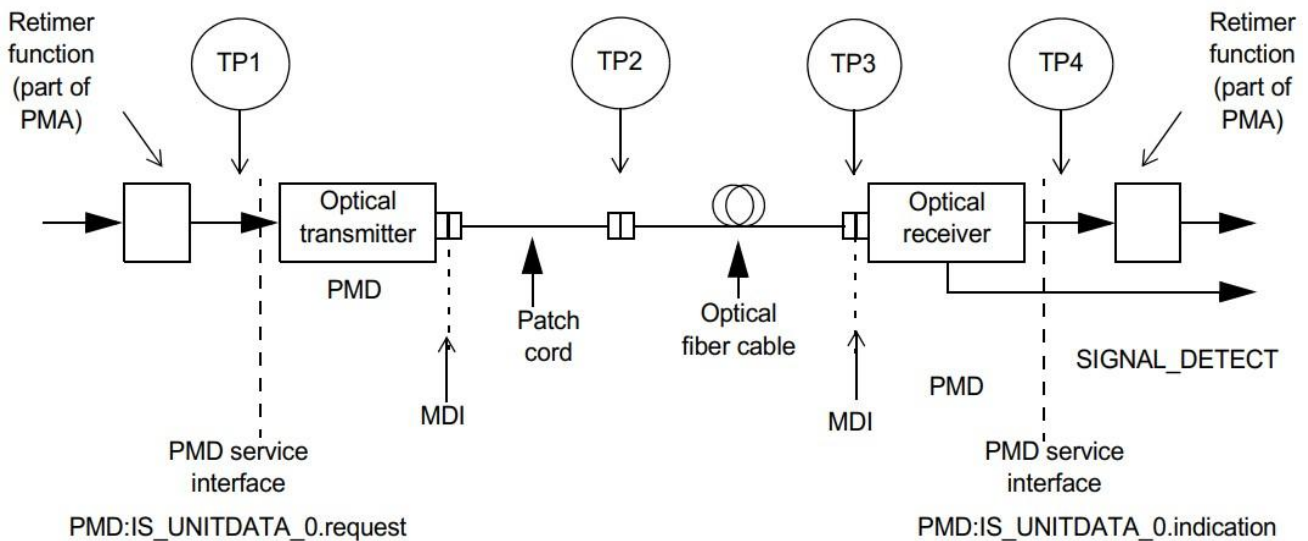 Retimer
function
(part of
PMA)
TP1
TP2
TP3
TP4
Retimer
function
(part of
PMA)
Optical
transmitter
PMD
Optical
receiver
Patch
cord
Optical
fiber cable
MDI
MDI
PMD
SIGNAL_DETECT
PMD service
interface
PMD:IS_UNITDATA_0.request
PMD service
interface
PMD:IS_UNITDATA_0.indication